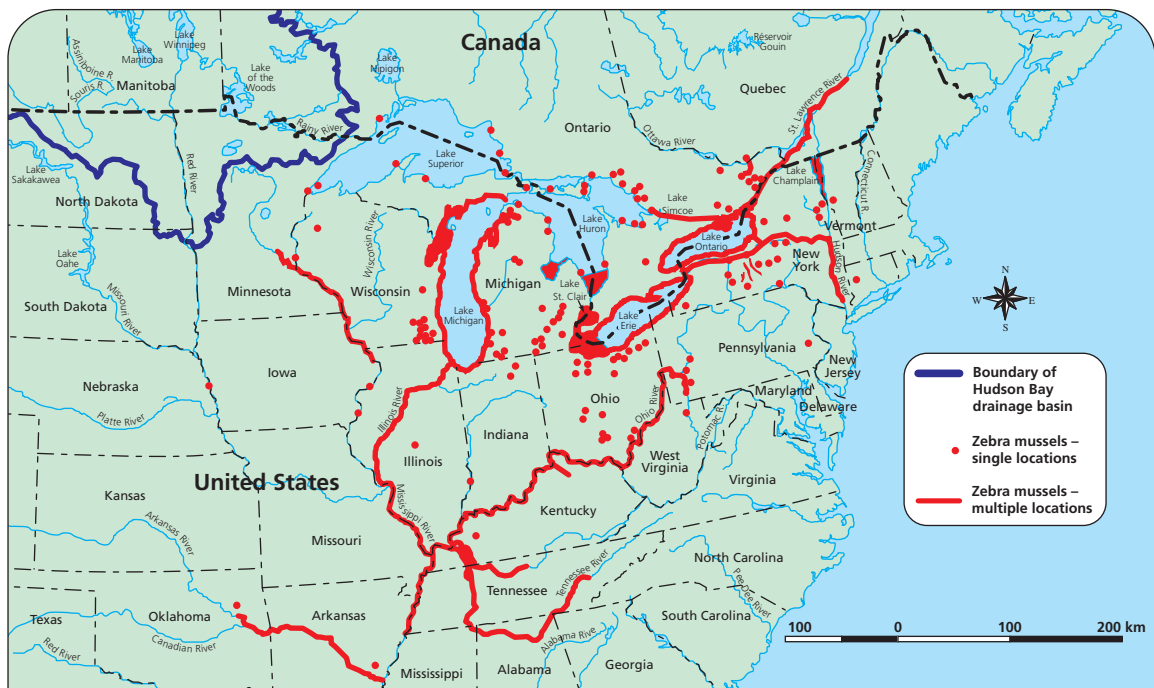 Canada
Lake
Winnipeg
Lake
Manitoba
Assiniboine R.
Souris R.
Manitoba
Lake
of the
Woods
Lake
Nipigon
Réservoir
Gouin
Quebec
Ontario
Rainy River
Ottawa River
St. Lawrence River
Lake
Superior
Lake
Sakakawea
Red River
North Dakota
Lake
Champlain
Connecticut R.
Lake
Simcoe
Lake
Huron
Vermont
Lake
Oahe
Wisconsin River
Lake
Ontario
New
York
Hudson River
Minnesota
Wisconsin
Michigan
Lake
St. Clair
South Dakota
Missouri River
Lake
Michigan
Lake
Erie
Pennsylvania
New
Jersey
Iowa
Nebraska
Platte River
Illinois River
Ohio
Ohio River
Maryland
Delaware
Potomac R.
Indiana
Illinois
West
Virginia
United States
Virginia
Kansas
Mississippi River
Kentucky
Arkansas River
Missouri
North Carolina
Tennessee
Tennessee River
Pee Dee River
Oklahoma
Arkansas
South Carolina
Texas
Canadian River
Alabama Rive
Red River
Mississippi
Alabama
Georgia
N
W
E
S
Boundary of
Hudson Bay
drainage basin
Zebra mussels –
single locations
Zebra mussels –
multiple locations
100 0 100 200 km